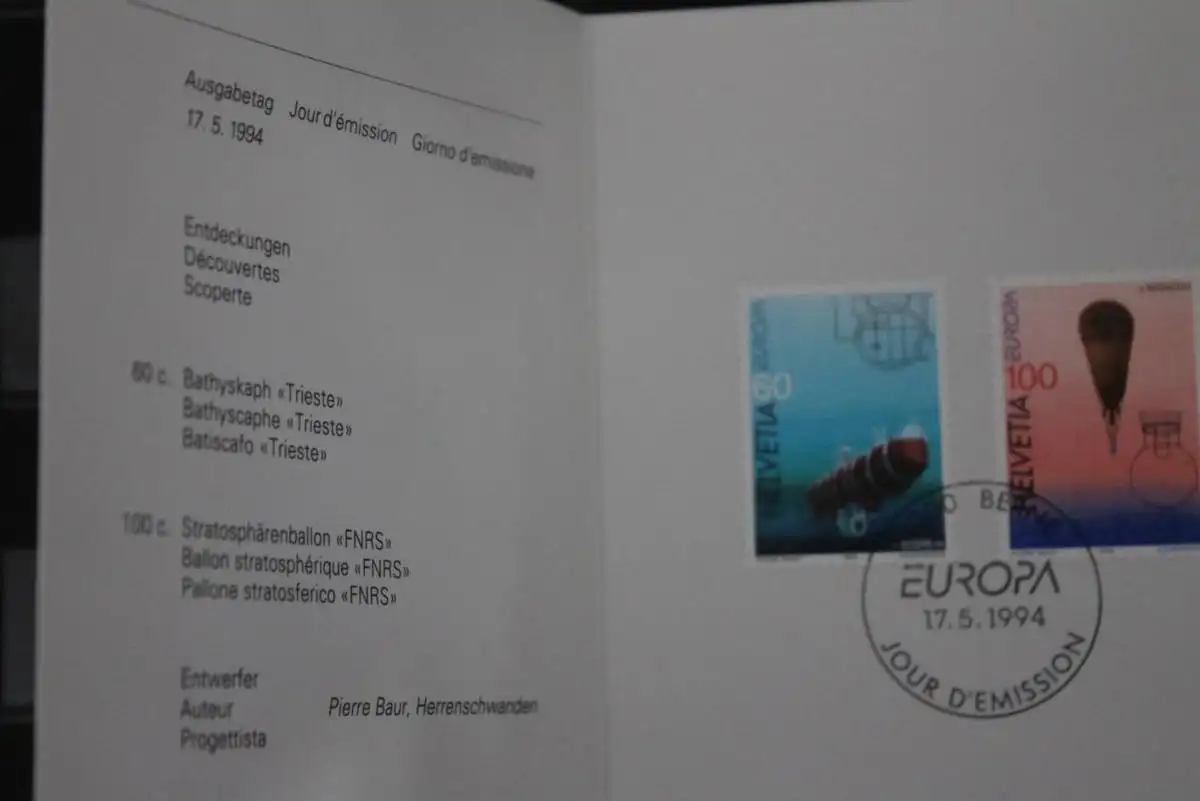 Ausgabetag Jour d'émission Giorno d'emissione
17. 5. 1994
Entdeckungen
Découvertes
Scoperte
60 c. Bathyskaph «Trieste»
Bathyscaphe «Trieste»
Batiscafo «Trieste»
100 c. Stratosphärenballon «FNRS»
Ballon stratosphérique «FNRS»
Pallone stratosferico «FNRS»
Entwerfer
Auteur Pierre Baur, Herrenschwanden
Progettista
EUROPA
60
HELVETIA
EUROPA
100
HELVETIA
EUROPA
17.5.1994
JOUR D'EMISSION